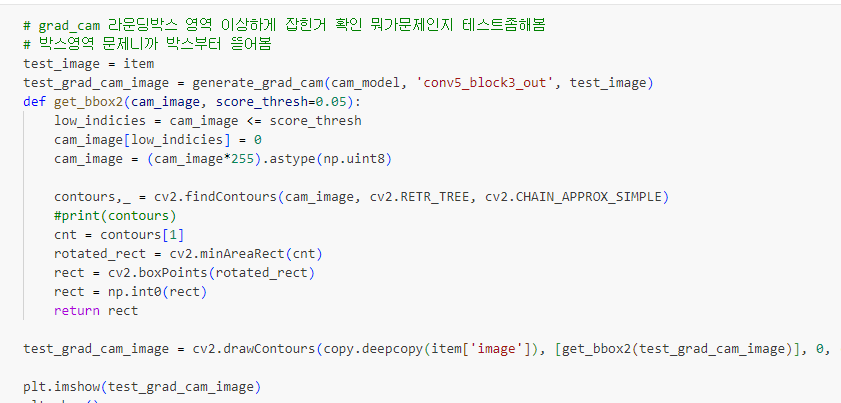 # grad_cam 라운딩박스 영역 이상하게 잡힌거 확인 뭐가문제인지 테스트좀해봄
# 박스영역 문제니까 박스부터 뜯어봄
test_image = item
test_grad_cam_image = generate_grad_cam(cam_model, 'conv5_block3_out', test_image)
def get_bbox2(cam_image, score_thresh=0.05):
    low_indicies = cam_image <= score_thresh
    cam_image[low_indicies] = 0
    cam_image = (cam_image*255).astype(np.uint8)

    contours,_ = cv2.findContours(cam_image, cv2.RETR_TREE, cv2.CHAIN_APPROX_SIMPLE)
    #print(contours)
    cnt = contours[1]
    rotated_rect = cv2.minAreaRect(cnt)
    rect = cv2.boxPoints(rotated_rect)
    rect = np.int0(rect)
    return rect

test_grad_cam_image = cv2.drawContours(copy.deepcopy(item['image']), [get_bbox2(test_grad_cam_image)], 0,

plt.imshow(test_grad_cam_image)